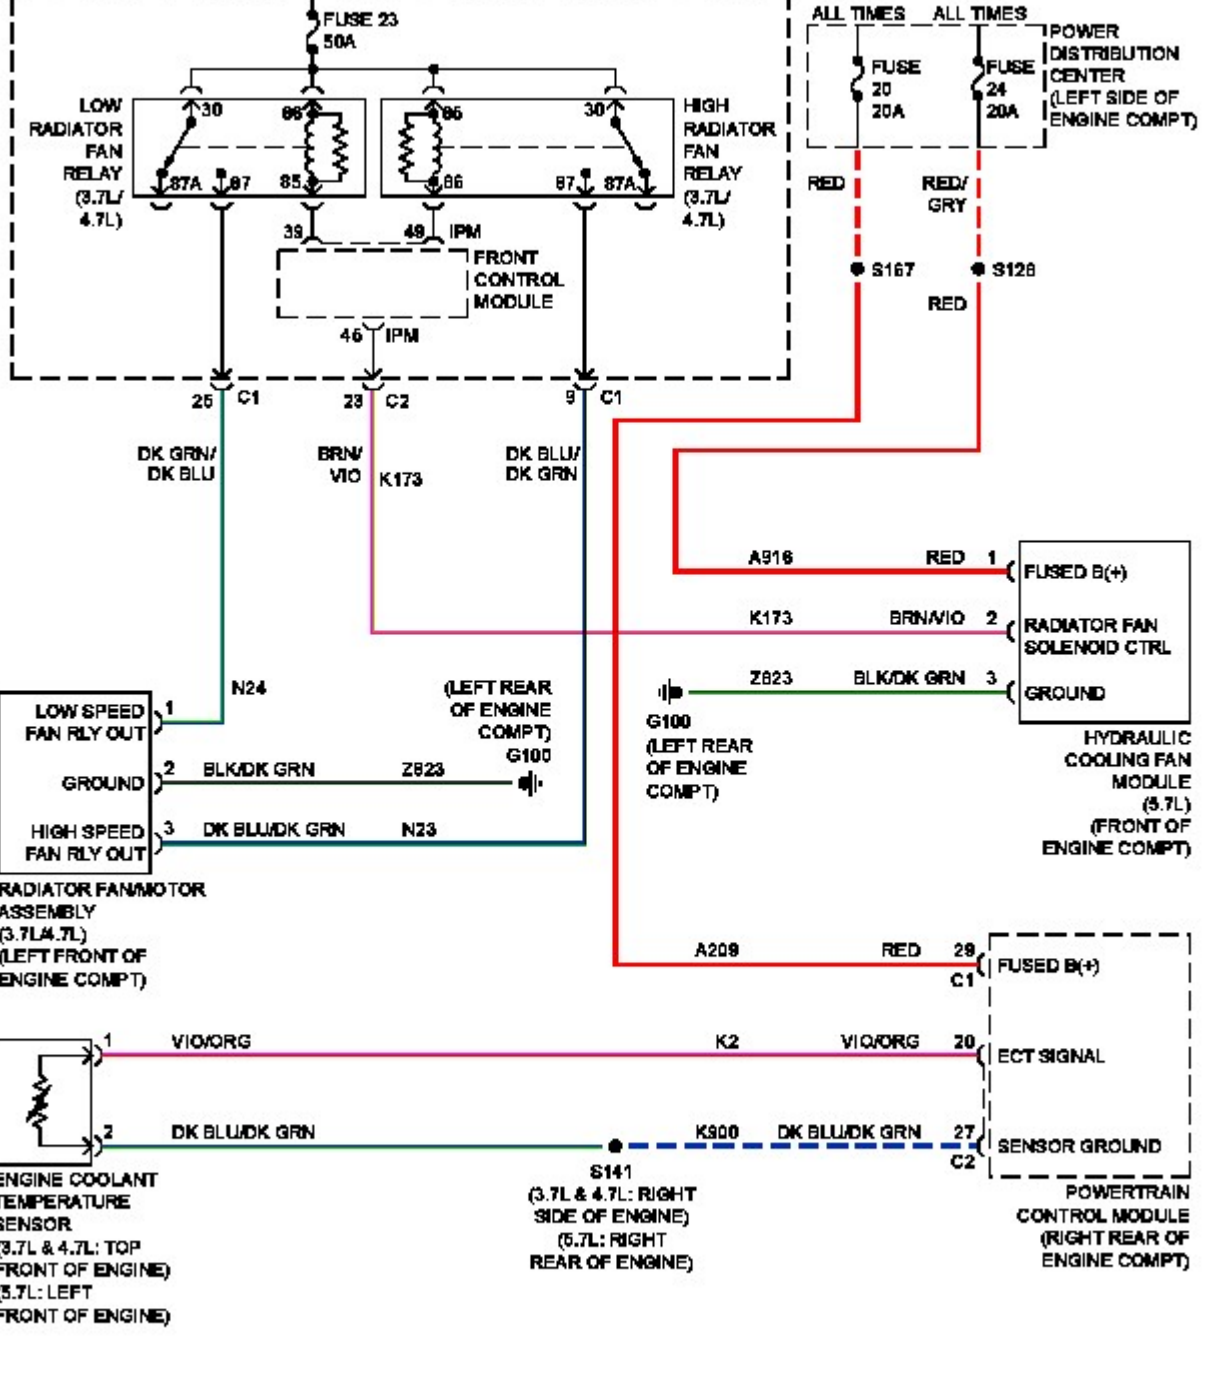 FUSE 23
50A
ALL TIMES
ALL TIMES
POWER
DISTRIBUTION
CENTER
(LEFT SIDE OF
ENGINE COMPT)
FUSE
20
20A
FUSE
24
20A
LOW
RADIATOR
FAN
RELAY
(3.7L/
4.7L)
30
86
87A
87
85
86
30
86
87
87A
HIGH
RADIATOR
FAN
RELAY
(3.7L/
4.7L)
RED
RED/
GRY
39
49
IPM
FRONT
CONTROL
MODULE
S167
S128
RED
46
IPM
25
C1
23
C2
9
C1
DK GRN/
DK BLU
BRN/
VIO
K173
DK BLU/
DK GRN
A916
RED
1
FUSED B(+)
K173
BRN/VIO
2
RADIATOR FAN
SOLENOID CTRL
Z823
BLK/DK GRN
3
GROUND
G100
(LEFT REAR
OF ENGINE
COMPT)
HYDRAULIC
COOLING FAN
MODULE
(5.7L)
(FRONT OF
ENGINE COMPT)
N24
(LEFT REAR
OF ENGINE
COMPT)
G100
LOW SPEED
FAN RLY OUT
1
GROUND
2
BLK/DK GRN
Z823
HIGH SPEED
FAN RLY OUT
3
DK BLU/DK GRN
N23
RADIATOR FAN/MOTOR
ASSEMBLY
(3.7L/4.7L)
(LEFT FRONT OF
ENGINE COMPT)
A209
RED
29
C1
FUSED B(+)
1
VIO/ORG
K2
VIO/ORG
20
ECT SIGNAL
2
DK BLU/DK GRN
K900
DK BLU/DK GRN
27
C2
SENSOR GROUND
S141
(3.7L & 4.7L: RIGHT
SIDE OF ENGINE)
(5.7L: RIGHT
REAR OF ENGINE)
POWERTRAIN
CONTROL MODULE
(RIGHT REAR OF
ENGINE COMPT)
ENGINE COOLANT
TEMPERATURE
SENSOR
(3.7L & 4.7L: TOP
FRONT OF ENGINE)
(5.7L: LEFT
FRONT OF ENGINE)